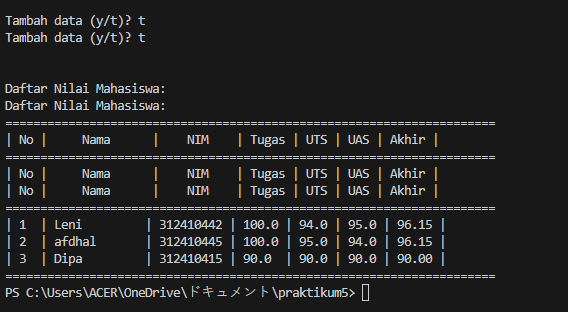 Tambah data (y/t)? t
Tambah data (y/t)? t
Daftar Nilai Mahasiswa:
Daftar Nilai Mahasiswa:
=====================================================================
| No |     Nama      |    NIM    | Tugas | UTS | UAS | Akhir |
=====================================================================
| No |     Nama      |    NIM    | Tugas | UTS | UAS | Akhir |
| No |     Nama      |    NIM    | Tugas | UTS | UAS | Akhir |
=====================================================================
| 1  | Leni         | 312410442 | 100.0 | 94.0 | 95.0 | 96.15 |
| 2  | afdhal       | 312410445 | 100.0 | 95.0 | 94.0 | 96.15 |
| 3  | Dipa         | 312410415 | 90.0  | 90.0 | 90.0 | 90.00 |
=====================================================================
PS C:\Users\ACER\OneDrive\ドキュメント\praktikum5>